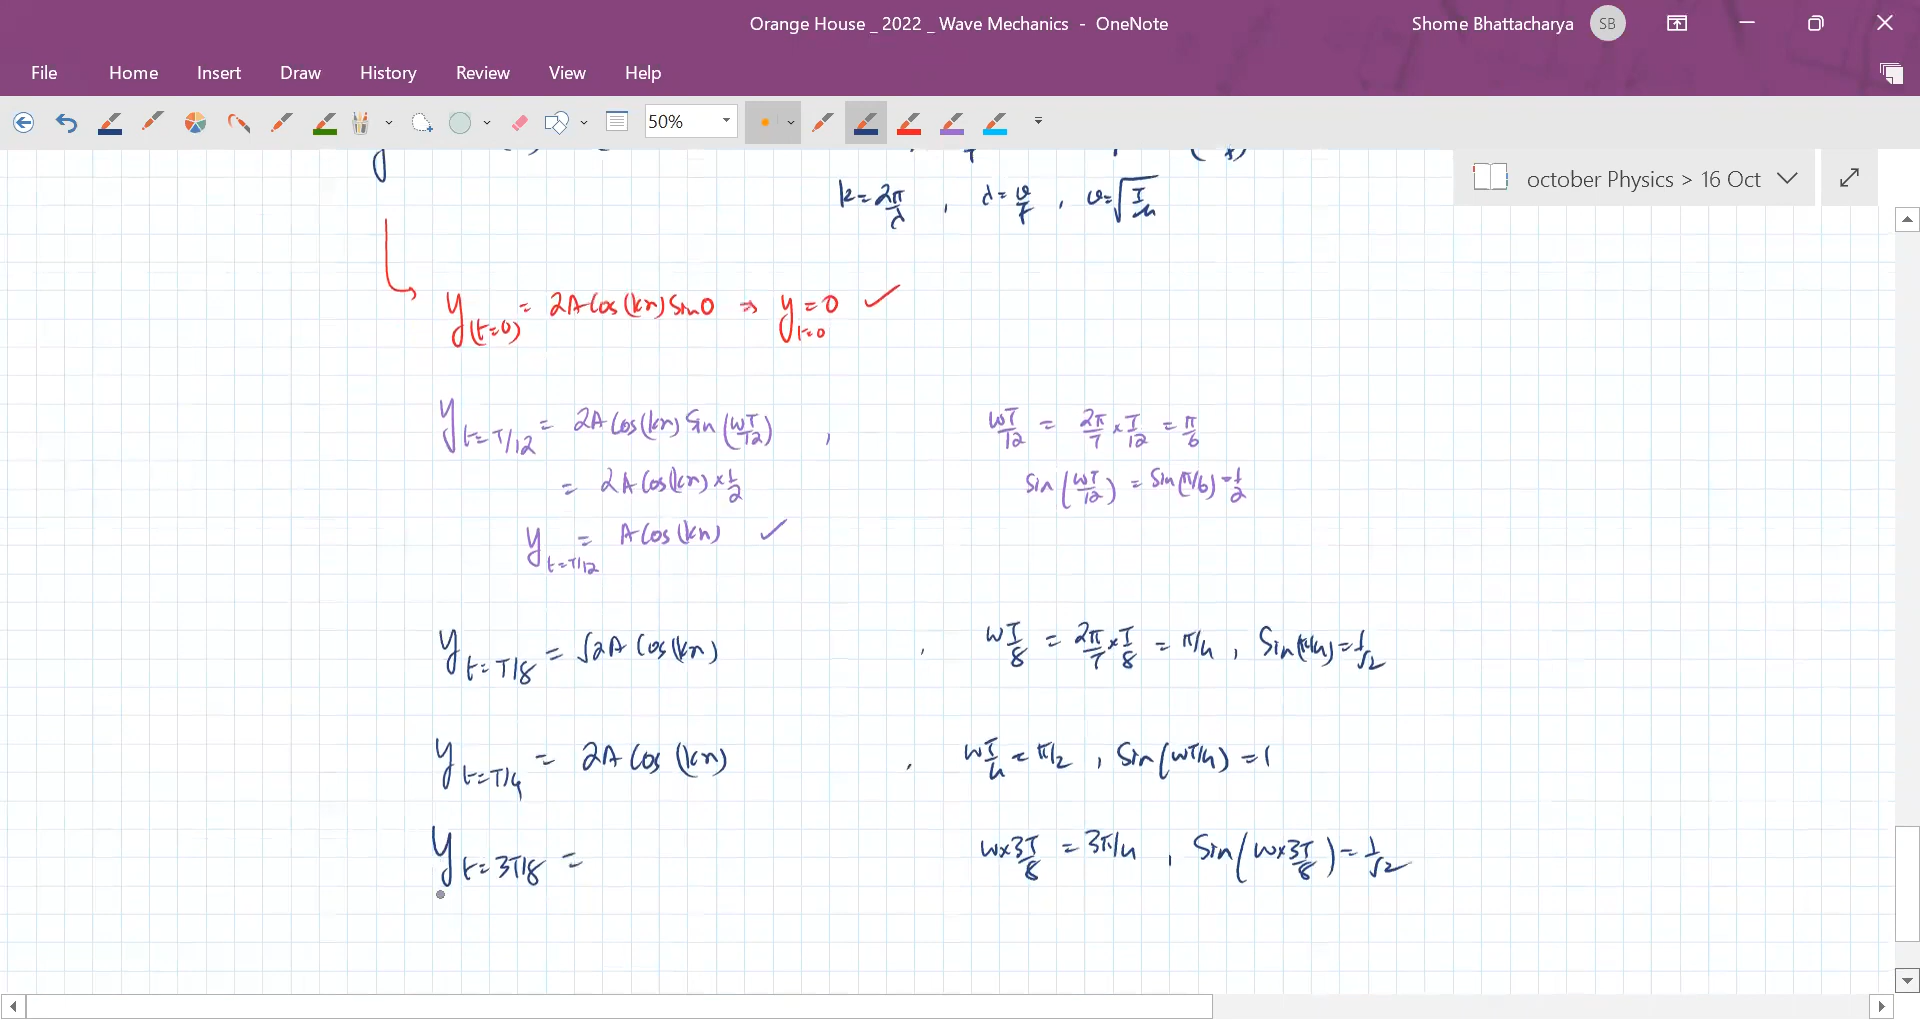 Orange House _ 2022 _ Wave Mechanics - OneNote
Shome Bhattacharya SB
File Home Insert Draw History Review View Help
50%
october Physics > 16 Oct
k = 2π/λ , λ = v/f , v = √(T/μ)
y(t=0) = 2A Cos(kx) Sin0 ⇒ y t=0 = 0 ✓
y t=T/12 = 2A Cos(kx) Sin(ωT/12) , ωT/12 = 2π/T × T/12 = π/6
= 2A Cos(kx) × 1/2 Sin(ωT/12) = Sin(π/6) = 1/2
y t=T/12 = A Cos(kx) ✓
y t=T/8 = √2A Cos(kx) , ωT/8 = 2π/T × T/8 = π/4 , Sin(π/4) = 1/√2
y t=T/4 = 2A Cos(kx) , ωT/4 = π/2 , Sin(ωT/4) = 1
y t=3T/8 = ω×3T/8 = 3π/4 , Sin(ω×3T/8) = 1/√2